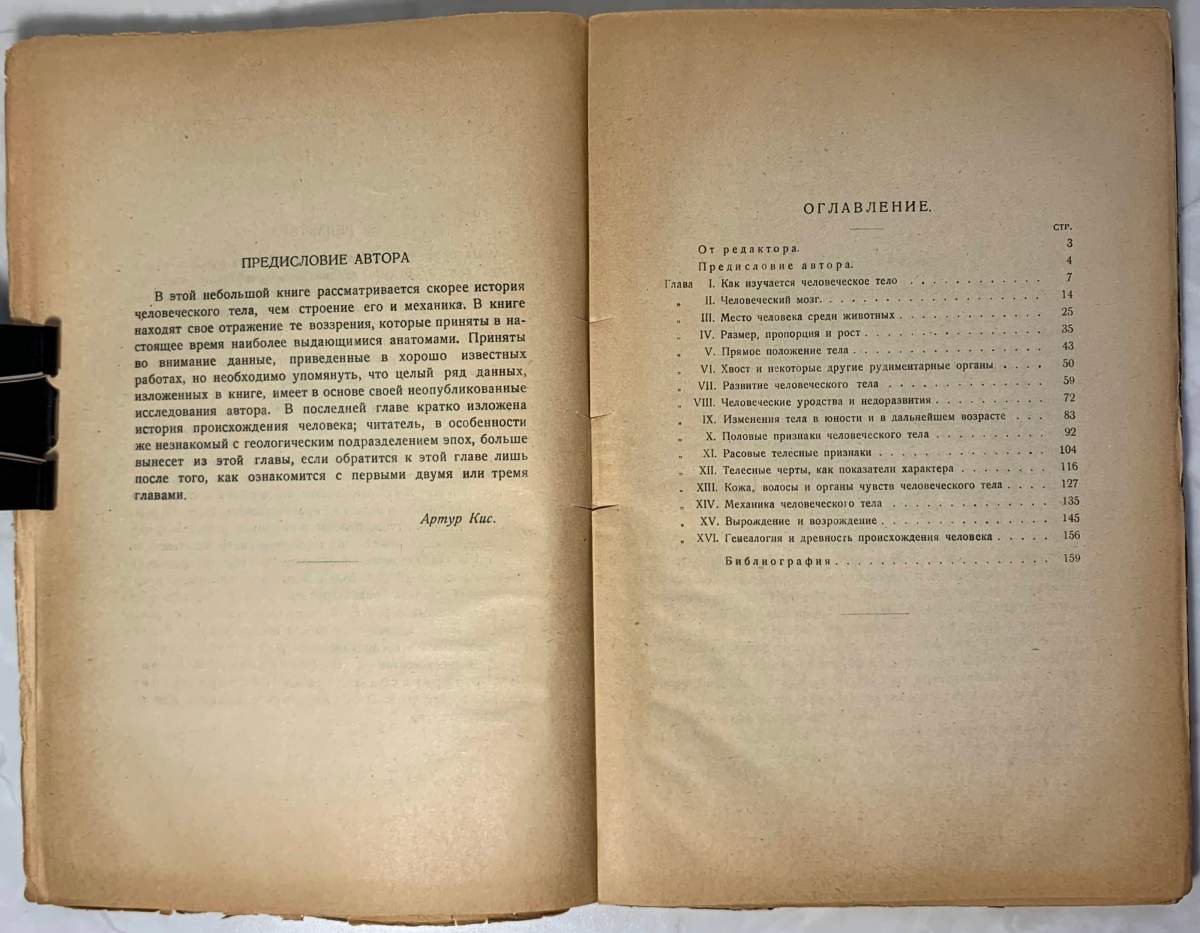 ПРЕДИСЛОВИЕ АВТОРА
В этой небольшой книге рассматривается скорее история
человеческого тела, чем строение его и механика. В книге
находят свое отражение те воззрения, которые приняты в на-
стоящее время наиболее выдающимися анатомами. Приняты
во внимание данные, приведенные в хорошо известных
работах, но необходимо упомянуть, что целый ряд данных,
изложенных в книге, имеет в основе своей неопубликованные
исследования автора. В последней главе кратко изложена
история происхождения человека; читатель, в особенности
же незнакомый с геологическим подразделением эпох, больше
вынесет из этой главы, если обратится к этой главе лишь
после того, как ознакомится с первыми двумя или тремя
главами.
Артур Кис.
ОГЛАВЛЕНИЕ.
СТР.
От редактора. 3
Предисловие автора. 4
Глава I. Как изучается человеческое тело . . . . . . . . . . . . 7
„ II. Человеческий мозг. . . . . . . . . . . . . . . . . . . 14
„ III. Место человека среди животных . . . . . . . . . . . . 25
„ IV. Размер, пропорция и рост . . . . . . . . . . . . . . . 35
„ V. Прямое положение тела . . . . . . . . . . . . . . . . 43
„ VI. Хвост и некоторые другие рудиментарные органы . . . . 50
„ VII. Развитие человеческого тела . . . . . . . . . . . . . 59
„ VIII. Человеческие уродства и недоразвития . . . . . . . . . 72
„ IX. Изменения тела в юности и в дальнейшем возрасте . . . 83
„ X. Половые признаки человеческого тела . . . . . . . . . 92
„ XI. Расовые телесные признаки . . . . . . . . . . . . . . 104
„ XII. Телесные черты, как показатели характера . . . . . . . 116
„ XIII. Кожа, волосы и органы чувств человеческого тела . . . . 127
„ XIV. Механика человеческого тела . . . . . . . . . . . . . 135
„ XV. Вырождение и возрождение . . . . . . . . . . . . . . 145
„ XVI. Генеалогия и древность происхождения человека . . . . . 156
Библиография . . . . . . . . . . . . . . . . . . . 159